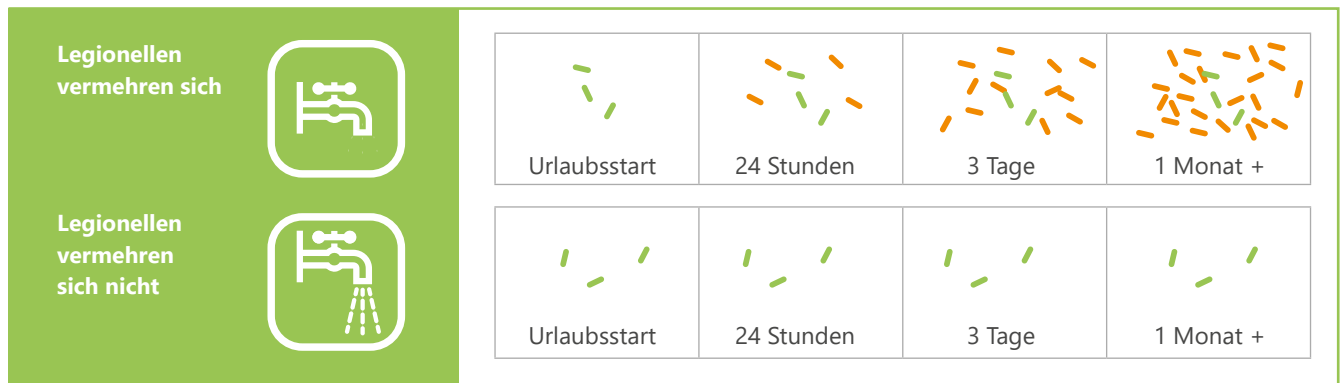 Legionellen
vermehren sich
Urlaubsstart
24 Stunden
3 Tage
1 Monat +
Legionellen
vermehren
sich nicht
Urlaubsstart
24 Stunden
3 Tage
1 Monat +